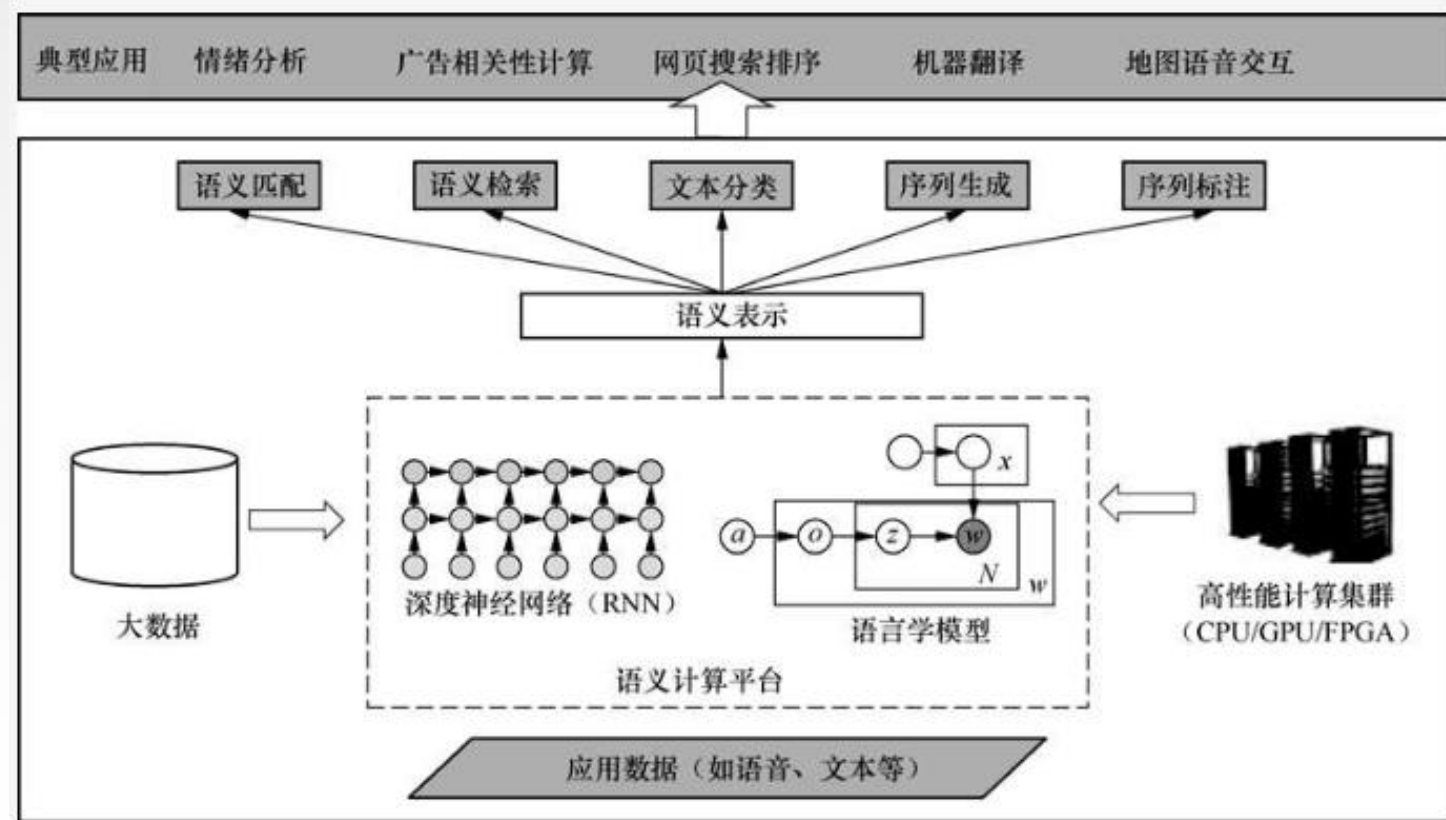 典型应用 情绪分析 广告相关性计算 网页搜索排序 机器翻译 地图语音交互
语义匹配 语义检索 文本分类 序列生成 序列标注
语义表示
x
a o z w
N
w
深度神经网络（RNN）
语言学模型
大数据
高性能计算集群
（CPU/GPU/FPGA）
语义计算平台
应用数据（如语音、文本等）